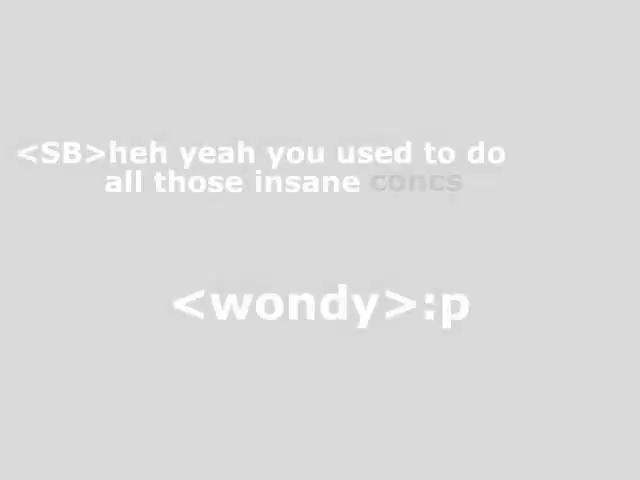 <SB>heh yeah you used to do
all those insane concs
<wondy>:p